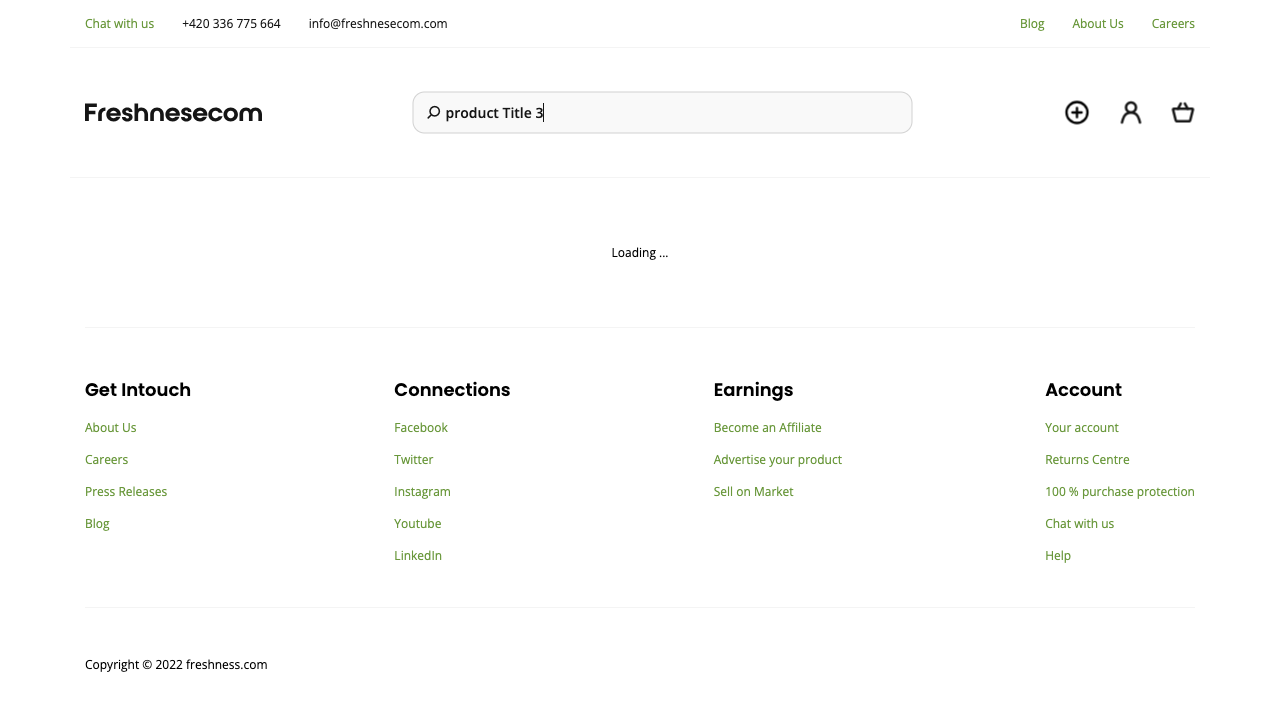 Chat with us +420 336 775 664 info@freshnesecom.com Blog About Us Careers
Freshnesecom product Title 3
Loading ...
Get Intouch Connections Earnings Account
About Us Facebook Become an Affiliate Your account
Careers Twitter Advertise your product Returns Centre
Press Releases Instagram Sell on Market 100 % purchase protection
Blog Youtube Chat with us
LinkedIn Help
Copyright © 2022 freshness.com